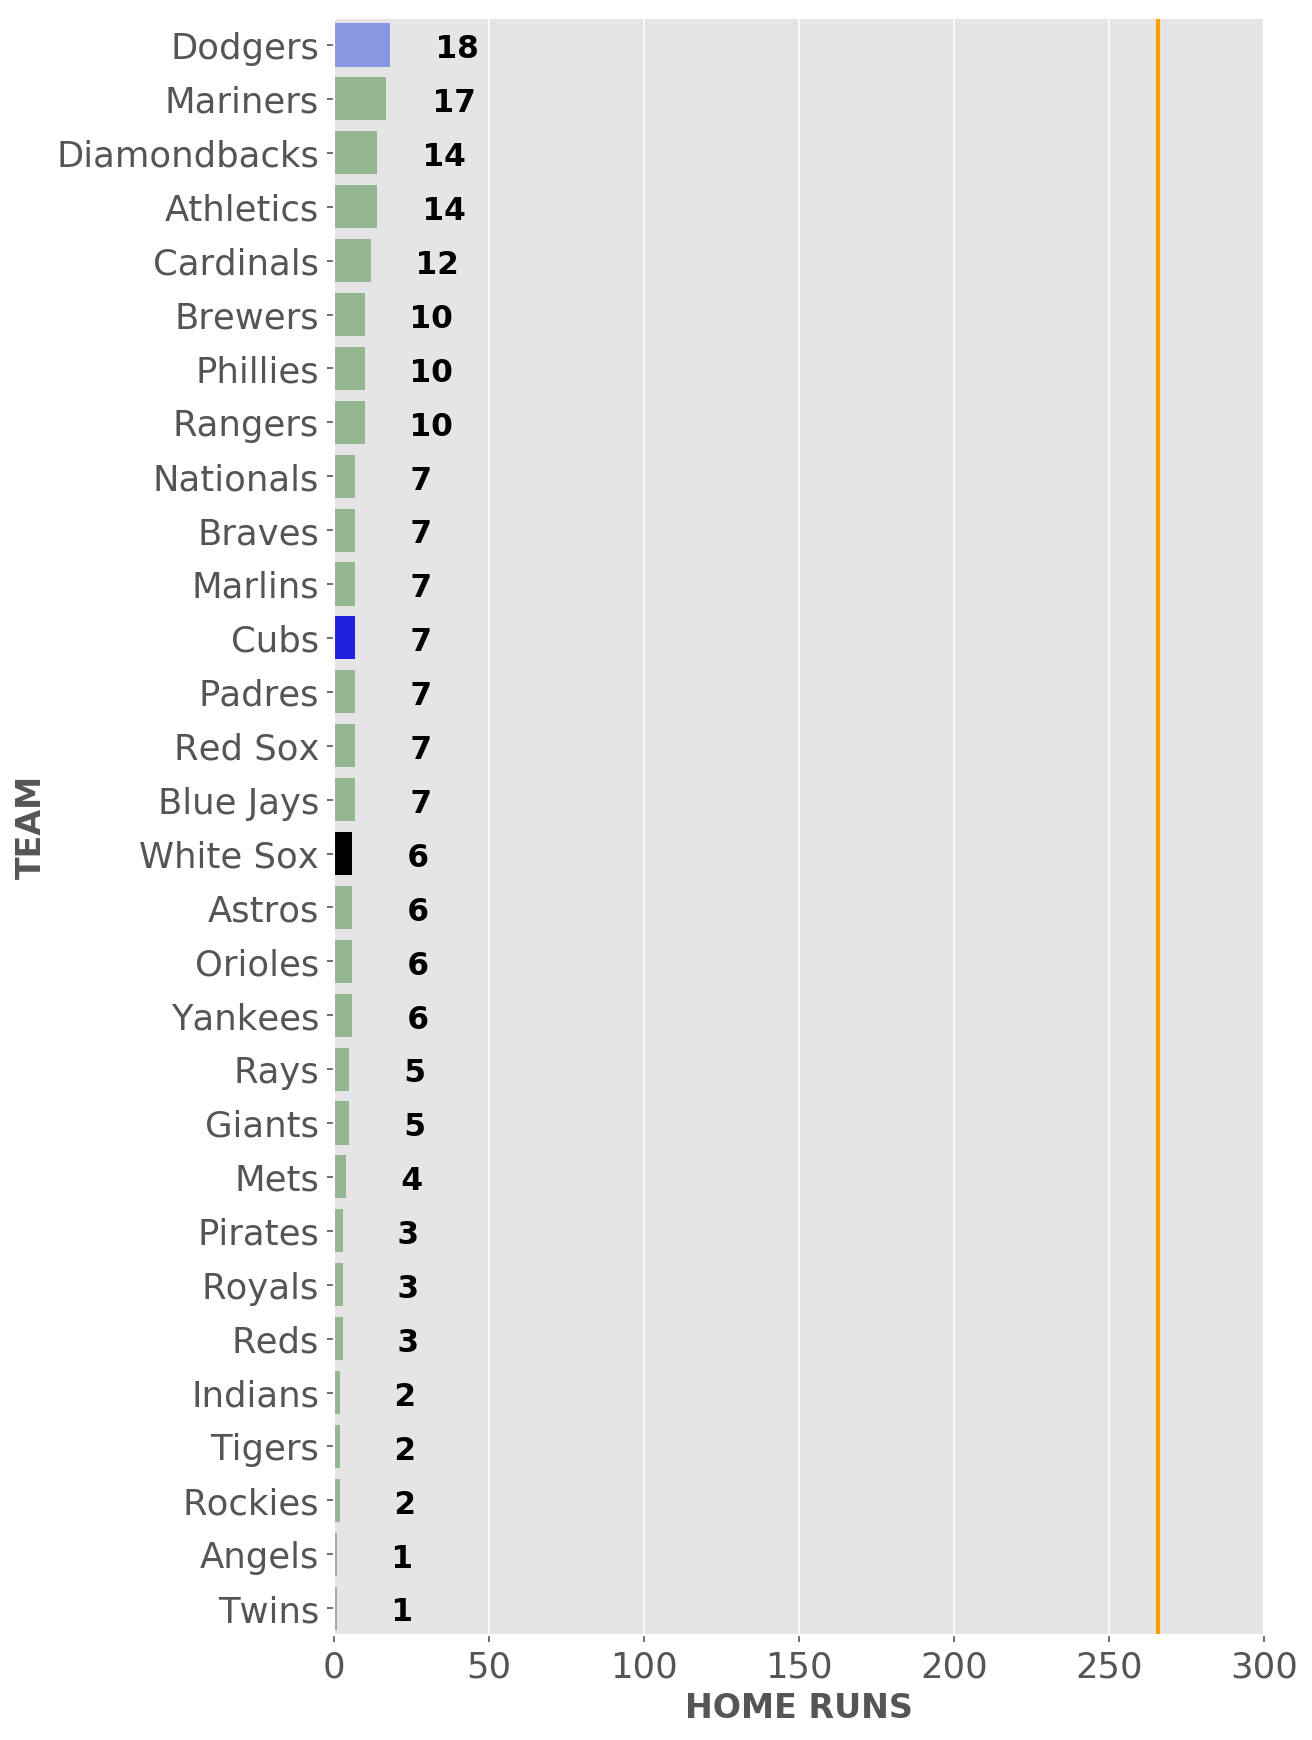 Dodgers 18
Mariners 17
Diamondbacks 14
Athletics 14
Cardinals 12
Brewers 10
Phillies 10
Rangers 10
Nationals 7
Braves 7
Marlins 7
Cubs 7
Padres 7
Red Sox 7
Blue Jays 7
White Sox 6
Astros 6
Orioles 6
Yankees 6
Rays 5
Giants 5
Mets 4
Pirates 3
Royals 3
Reds 3
Indians 2
Tigers 2
Rockies 2
Angels 1
Twins 1
TEAM
0 50 100 150 200 250 300
HOME RUNS